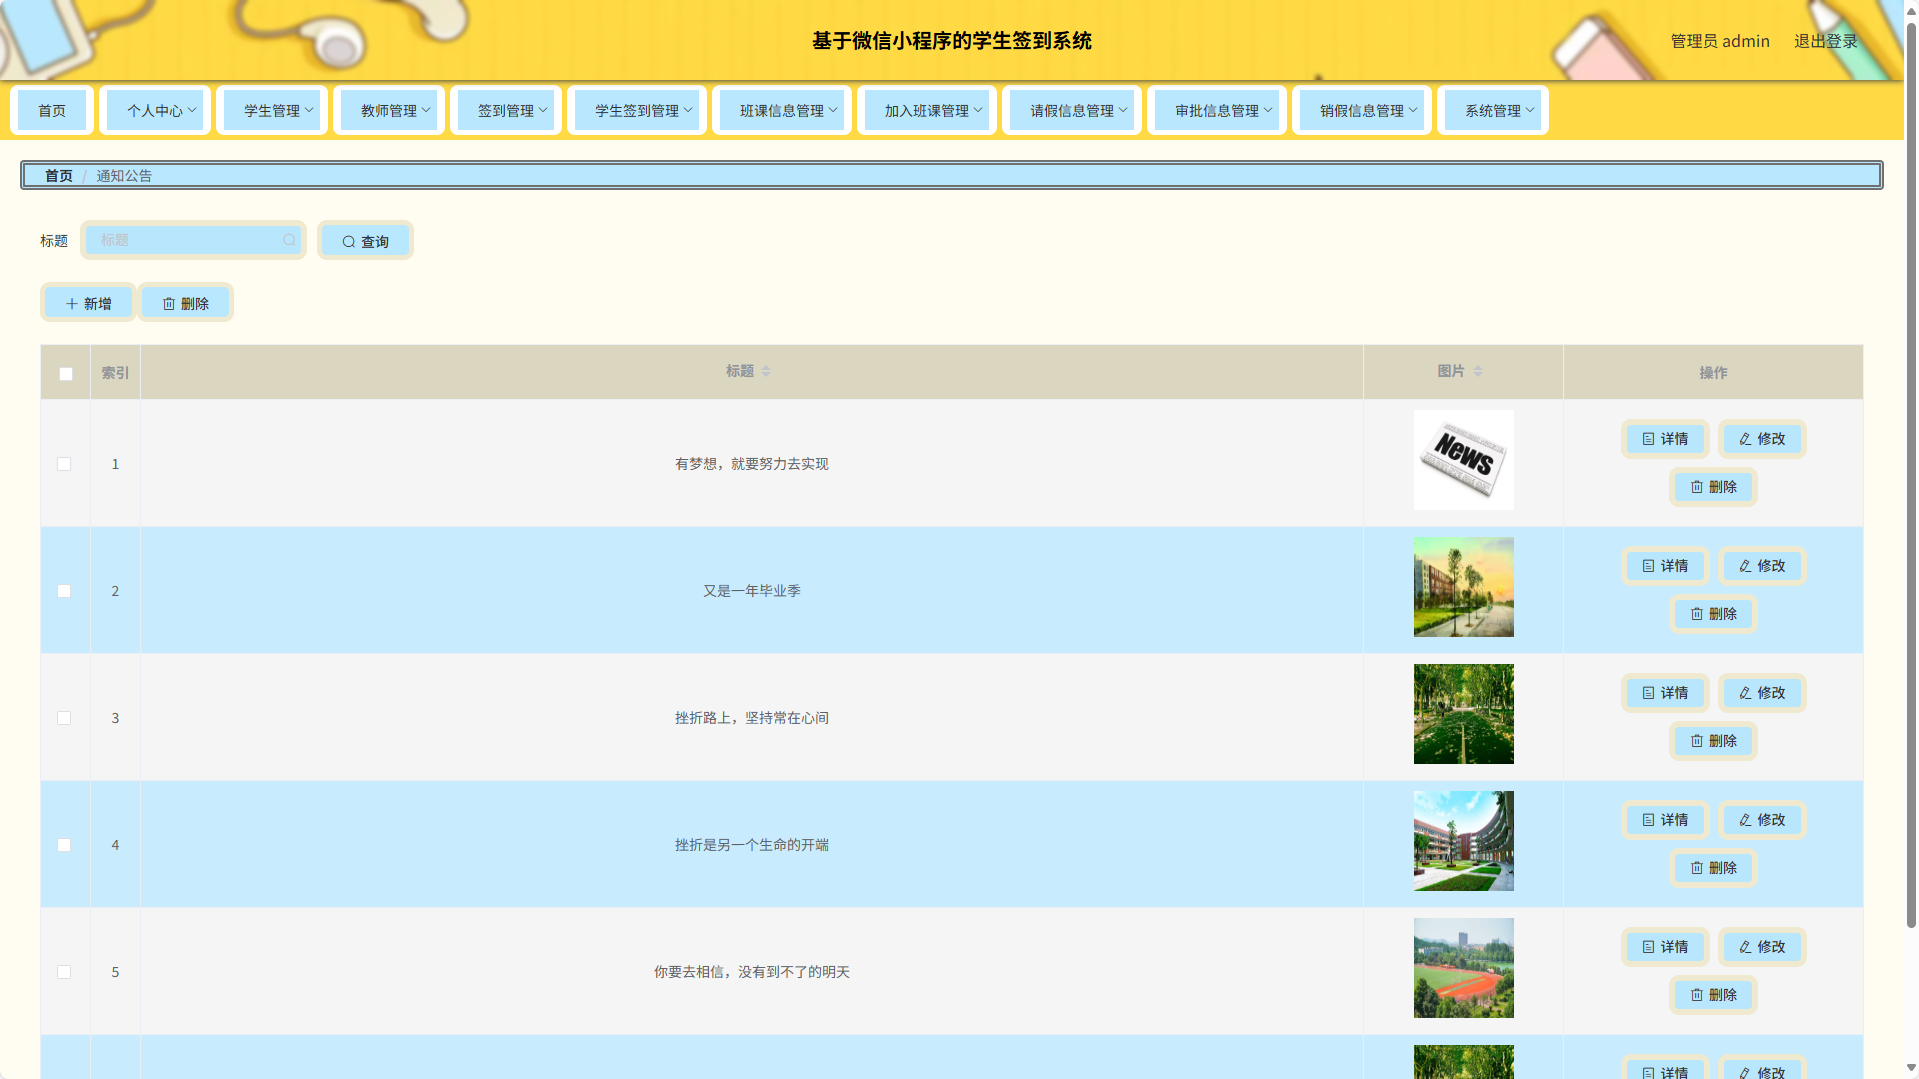 基于微信小程序的学生签到系统
管理员 admin
退出登录
首页 个人中心 学生管理 教师管理 签到管理 学生签到管理 班课信息管理 加入班课管理 请假信息管理 审批信息管理 销假信息管理 系统管理
首页 / 通知公告
标题 标题 查询
新增 删除
索引 标题 图片 操作
1 有梦想，就要努力去实现 News 详情 修改
删除
2 又是一年毕业季 详情 修改
删除
3 挫折路上，坚持常在心间 详情 修改
删除
4 挫折是另一个生命的开端 详情 修改
删除
5 你要去相信，没有到不了的明天 详情 修改
删除
详情 修改